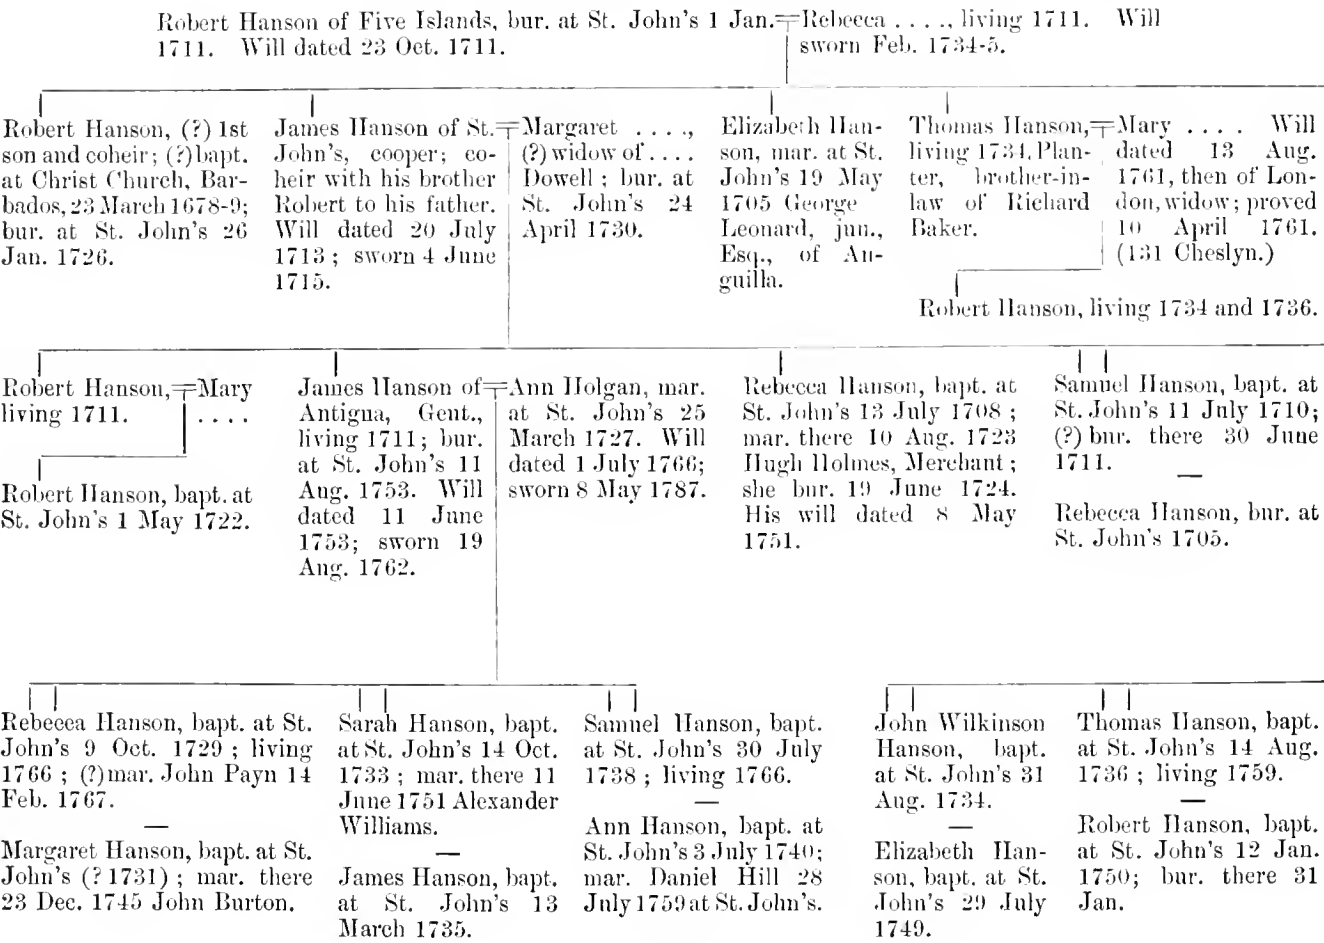 Robert Hanson of Five Islands, bur. at St. John's 1 Jan.
1711. Will dated 23 Oct. 1711.
Rebecca . . . ., living 1711. Will
sworn Feb. 1734-5.
Robert Hanson, (?) 1st
son and coheir; (?) bapt.
at Christ Church, Bar-
bados, 23 March 1678-9;
bur. at St. John's 26
Jan. 1726.
James Hanson of St.
John's, cooper; co-
heir with his brother
Robert to his father.
Will dated 20 July
1713; sworn 4 June
1715.
Margaret . . . .,
(?) widow of . . . .
Dowell; bur. at
St. John's 24
April 1730.
Elizabeth Han-
son, mar. at St.
John's 19 May
1705 George
Leonard, jun.,
Esq., of An-
guilla.
Thomas Hanson,
living 1734, Plan-
ter, brother-in-
law of Richard
Baker.
Mary . . . . Will
dated 13 Aug.
1761, then of Lon-
don, widow; proved
10 April 1761.
(131 Cheslyn.)
Robert Hanson, living 1734 and 1736.
Robert Hanson,
living 1711.
Mary
. . . .
Robert Hanson, bapt. at
St. John's 1 May 1722.
James Hanson of
Antigua, Gent.,
living 1711; bur.
at St. John's 11
Aug. 1753. Will
dated 11 June
1753; sworn 19
Aug. 1762.
Ann Holgan, mar.
at St. John's 25
March 1727. Will
dated 1 July 1766;
sworn 8 May 1787.
Rebecca Hanson, bapt. at
St. John's 13 July 1708;
mar. there 10 Aug. 1723
Hugh Holmes, Merchant;
she bur. 19 June 1724.
His will dated 8 May
1751.
Samuel Hanson, bapt. at
St. John's 11 July 1710;
(?) bur. there 30 June
1711.
—
Rebecca Hanson, bur. at
St. John's 1705.
Rebecca Hanson, bapt. at St.
John's 9 Oct. 1729; living
1766; (?) mar. John Payn 14
Feb. 1767.
—
Margaret Hanson, bapt. at St.
John's (? 1731); mar. there
23 Dec. 1745 John Burton.
Sarah Hanson, bapt.
at St. John's 14 Oct.
1733; mar. there 11
June 1751 Alexander
Williams.
—
James Hanson, bapt.
at St. John's 13
March 1735.
Samuel Hanson, bapt.
at St. John's 30 July
1738; living 1766.
—
Ann Hanson, bapt. at
St. John's 3 July 1740;
mar. Daniel Hill 28
July 1759 at St. John's.
John Wilkinson
Hanson, bapt.
at St. John's 31
Aug. 1734.
—
Elizabeth Han-
son, bapt. at St.
John's 29 July
1749.
Thomas Hanson, bapt.
at St. John's 14 Aug.
1736; living 1759.
—
Robert Hanson, bapt.
at St. John's 12 Jan.
1750; bur. there 31
Jan.